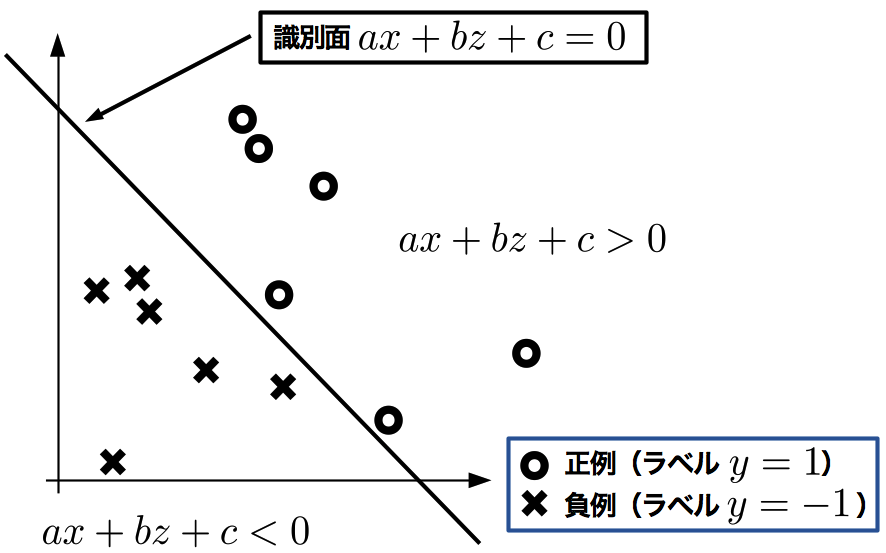 識別面 ax + bz + c = 0
ax + bz + c > 0
正例（ラベル y = 1）
負例（ラベル y = −1）
ax + bz + c < 0